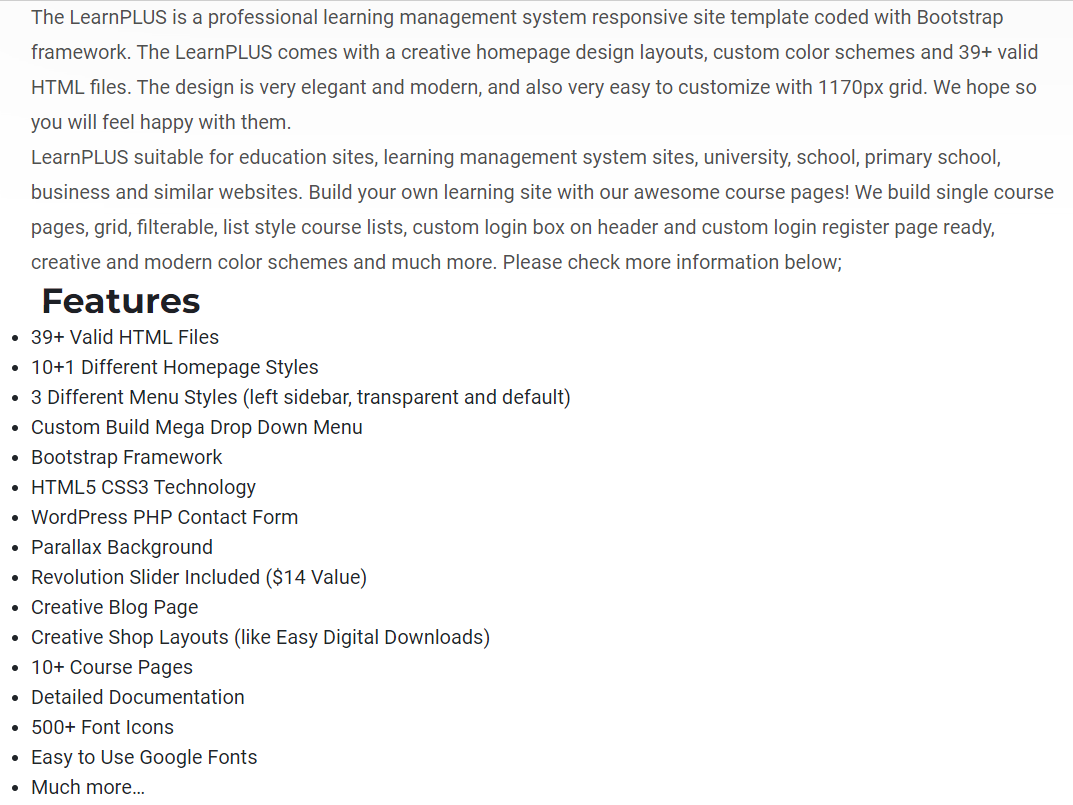 The LearnPLUS is a professional learning management system responsive site template coded with Bootstrap
framework. The LearnPLUS comes with a creative homepage design layouts, custom color schemes and 39+ valid
HTML files. The design is very elegant and modern, and also very easy to customize with 1170px grid. We hope so
you will feel happy with them.
LearnPLUS suitable for education sites, learning management system sites, university, school, primary school,
business and similar websites. Build your own learning site with our awesome course pages! We build single course
pages, grid, filterable, list style course lists, custom login box on header and custom login register page ready,
creative and modern color schemes and much more. Please check more information below;
Features
• 39+ Valid HTML Files
• 10+1 Different Homepage Styles
• 3 Different Menu Styles (left sidebar, transparent and default)
• Custom Build Mega Drop Down Menu
• Bootstrap Framework
• HTML5 CSS3 Technology
• WordPress PHP Contact Form
• Parallax Background
• Revolution Slider Included ($14 Value)
• Creative Blog Page
• Creative Shop Layouts (like Easy Digital Downloads)
• 10+ Course Pages
• Detailed Documentation
• 500+ Font Icons
• Easy to Use Google Fonts
• Much more…